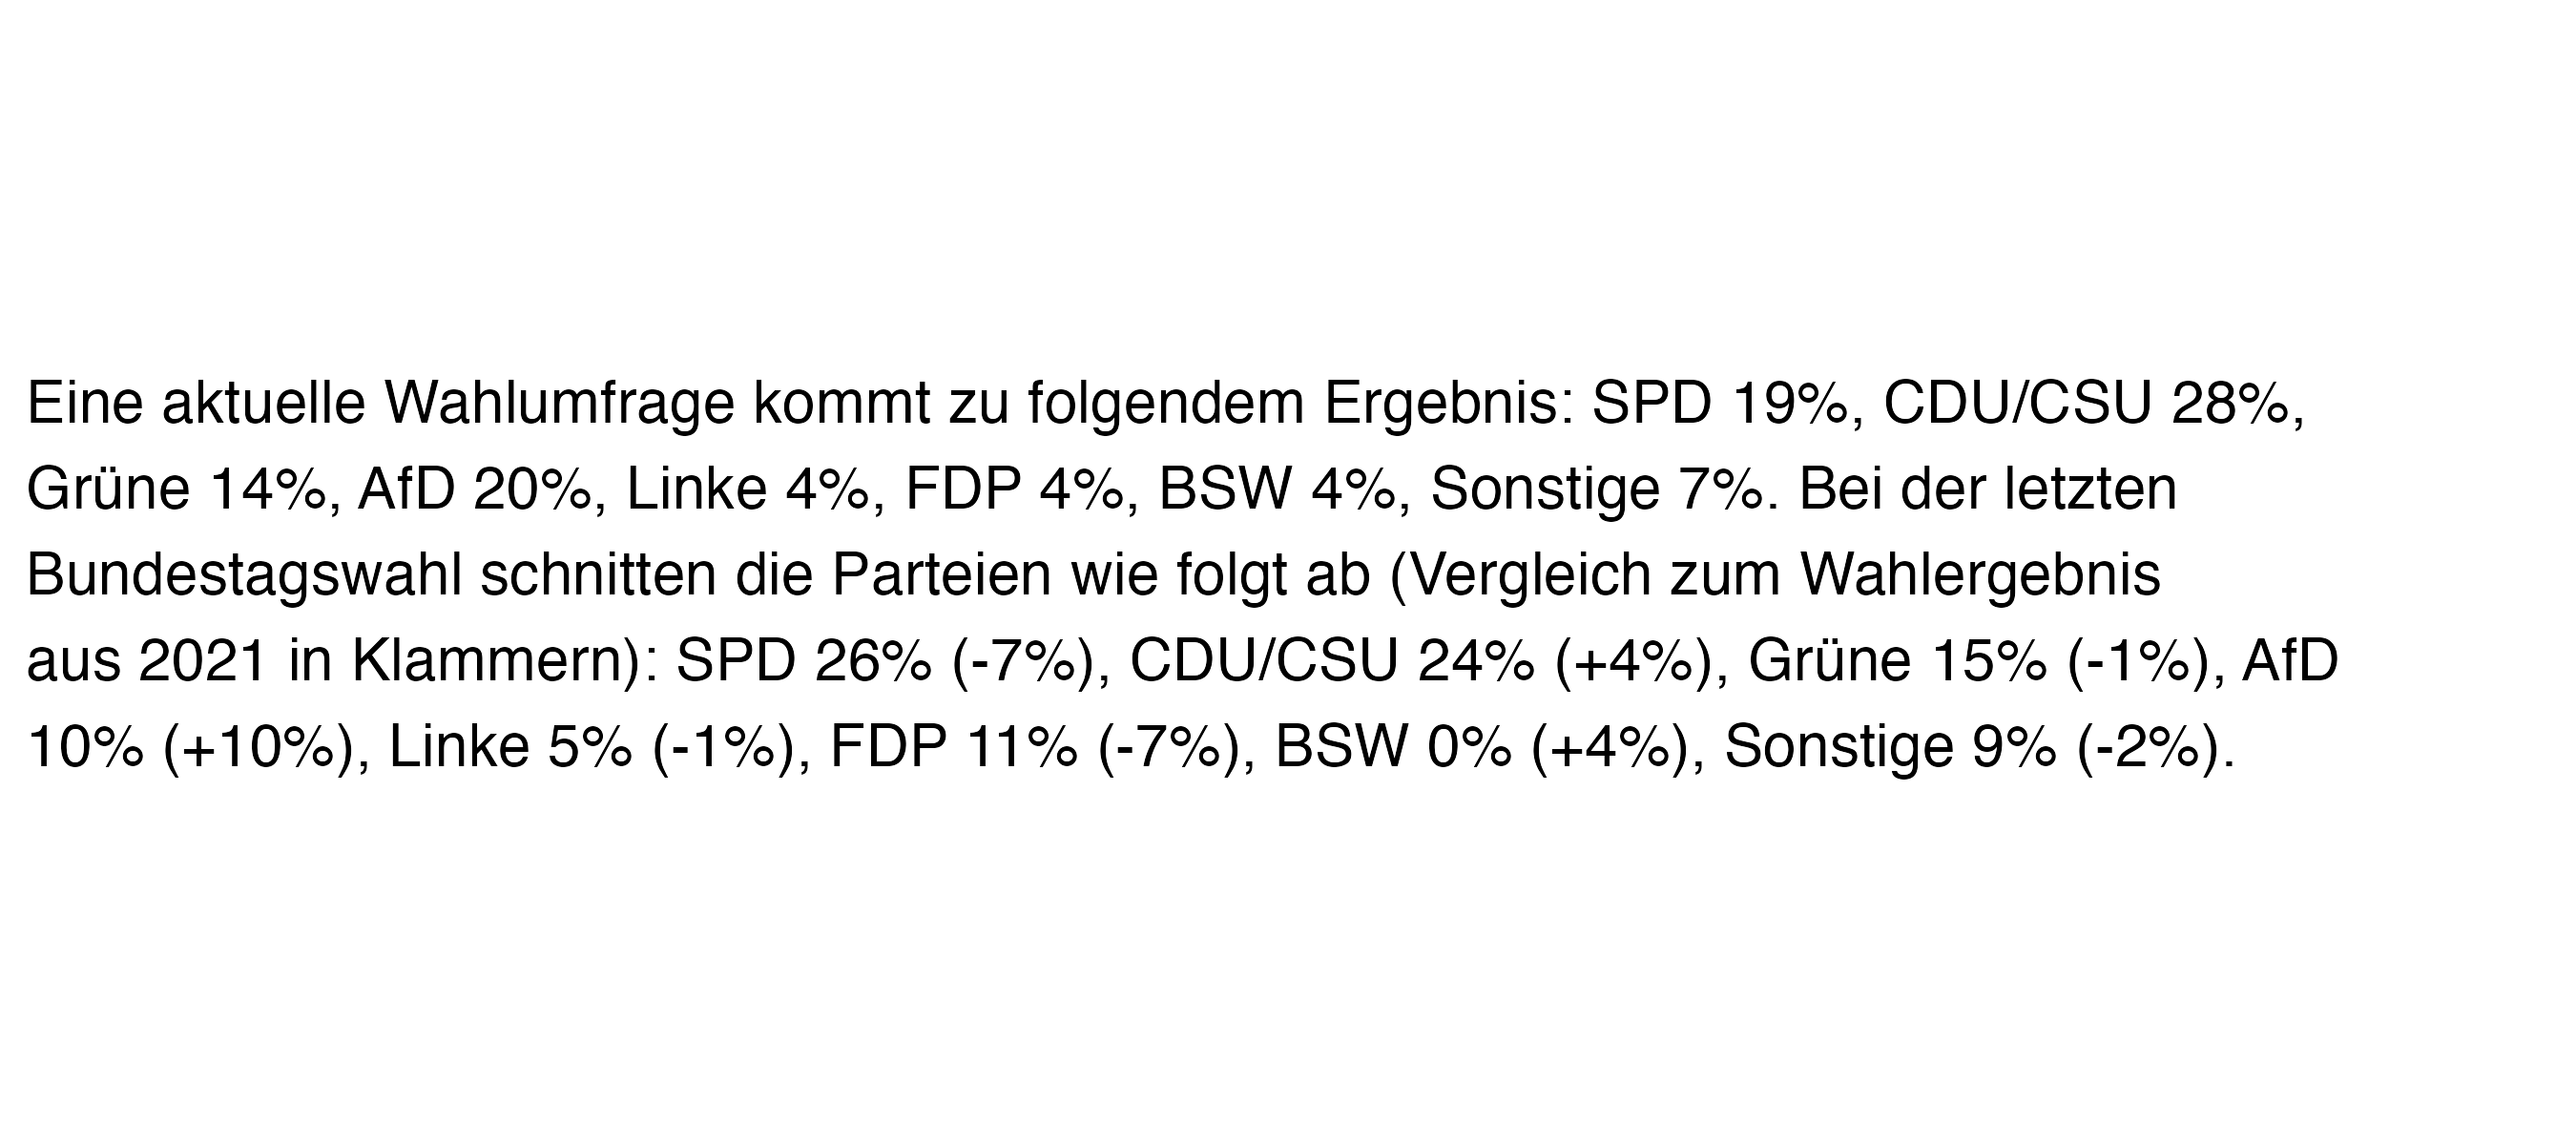 Eine aktuelle Wahlumfrage kommt zu folgendem Ergebnis: SPD 19%, CDU/CSU 28%,
Grüne 14%, AfD 20%, Linke 4%, FDP 4%, BSW 4%, Sonstige 7%. Bei der letzten
Bundestagswahl schnitten die Parteien wie folgt ab (Vergleich zum Wahlergebnis
aus 2021 in Klammern): SPD 26% (-7%), CDU/CSU 24% (+4%), Grüne 15% (-1%), AfD
10% (+10%), Linke 5% (-1%), FDP 11% (-7%), BSW 0% (+4%), Sonstige 9% (-2%).